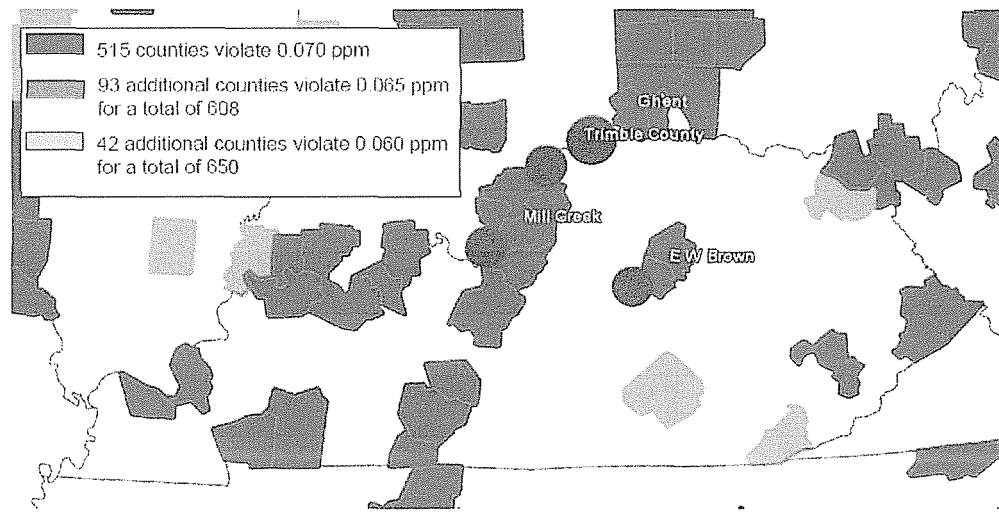 515 counties violate 0.070 ppm
93 additional counties violate 0.065 ppm
for a total of 608
42 additional counties violate 0.060 ppm
for a total of 650
Ghent
Trimble County
Mill Creek
E W Brown